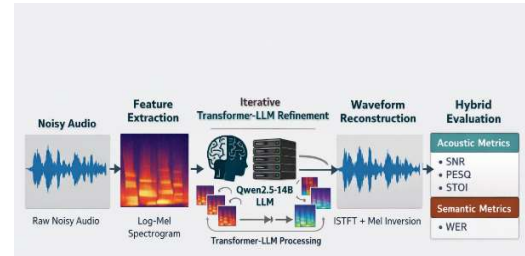 Noisy Audio
Raw Noisy Audio
Feature
Extraction
Log-Mel
Spectrogram
Iterative
Transformer-LLM Refinement
Qwen2.5-14B
LLM
Transformer-LLM Processing
Waveform
Reconstruction
ISTFT + Mel Inversion
Hybrid
Evaluation
Acoustic Metrics
• SNR
• PESQ
• STOI
Semantic Metrics
• WER